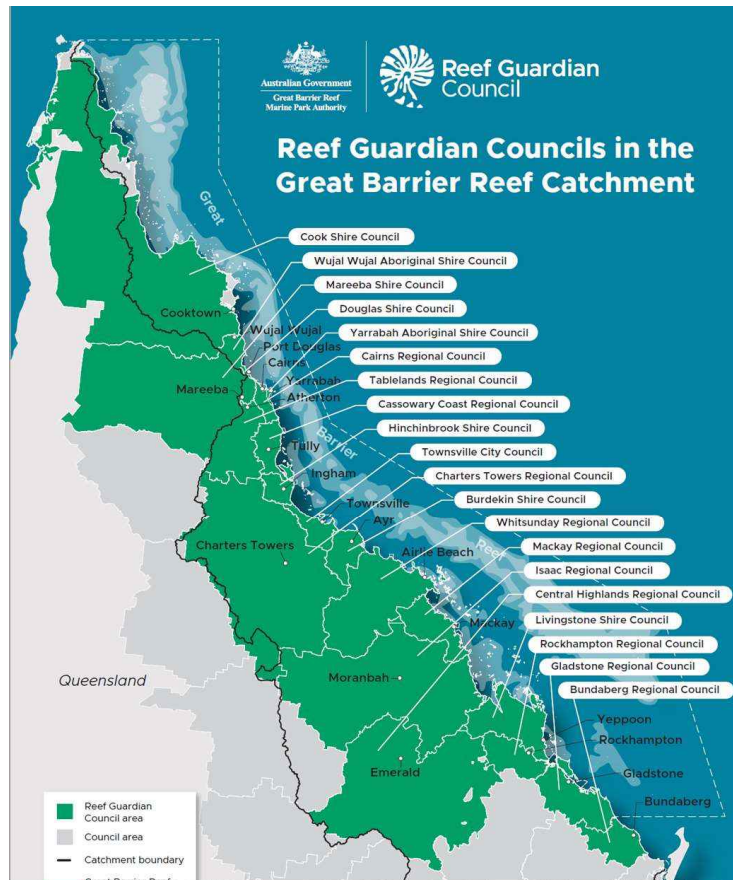 Australian Government
Great Barrier Reef
Marine Park Authority
Reef Guardian
Council
Reef Guardian Councils in the
Great Barrier Reef Catchment
Great
Barrier
Reef
Cook Shire Council
Wujal Wujal Aboriginal Shire Council
Mareeba Shire Council
Douglas Shire Council
Yarrabah Aboriginal Shire Council
Cairns Regional Council
Tablelands Regional Council
Cassowary Coast Regional Council
Hinchinbrook Shire Council
Townsville City Council
Charters Towers Regional Council
Burdekin Shire Council
Whitsunday Regional Council
Mackay Regional Council
Isaac Regional Council
Central Highlands Regional Council
Livingstone Shire Council
Rockhampton Regional Council
Gladstone Regional Council
Bundaberg Regional Council
Cooktown
Wujal Wujal
Port Douglas
Cairns
Yarrabah
Mareeba
Atherton
Tully
Ingham
Townsville
Ayr
Charters Towers
Airlie Beach
Mackay
Queensland
Moranbah
Yeppoon
Rockhampton
Emerald
Gladstone
Bundaberg
Reef Guardian
Council area
Council area
Catchment boundary